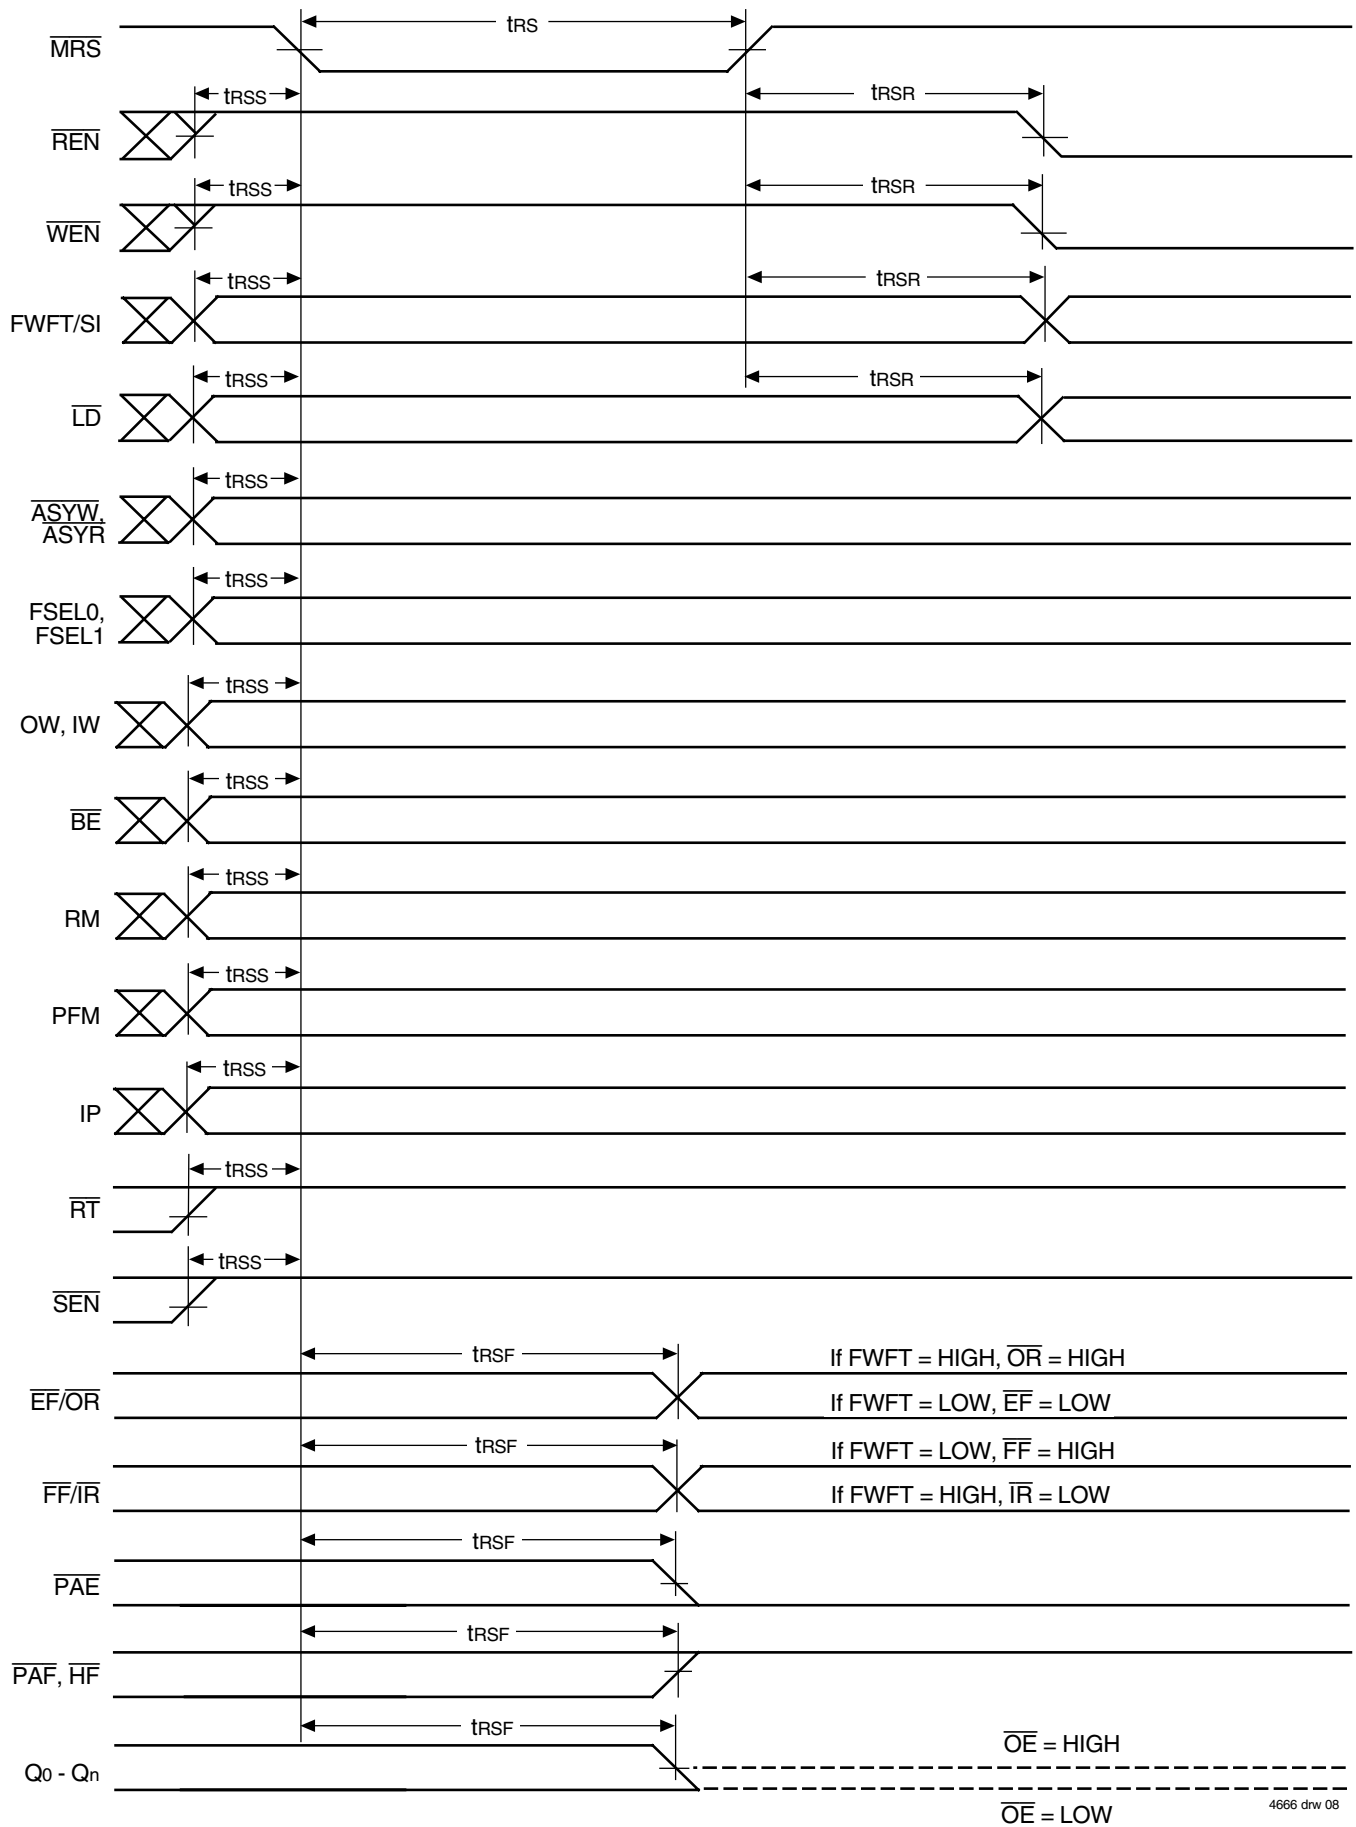 tRS
MRS
tRSS tRSR
REN
tRSS tRSR
WEN
tRSS tRSR
FWFT/SI
tRSS tRSR
LD
tRSS
ASYW,
ASYR
tRSS
FSEL0,
FSEL1
tRSS
OW, IW
tRSS
BE
tRSS
RM
tRSS
PFM
tRSS
IP
tRSS
RT
tRSS
SEN
tRSF If FWFT = HIGH, OR = HIGH
EF/OR If FWFT = LOW, EF = LOW
tRSF If FWFT = LOW, FF = HIGH
FF/IR If FWFT = HIGH, IR = LOW
tRSF
PAE
tRSF
PAF, HF
tRSF
OE = HIGH
Q0 - Qn
OE = LOW
4666 drw 08